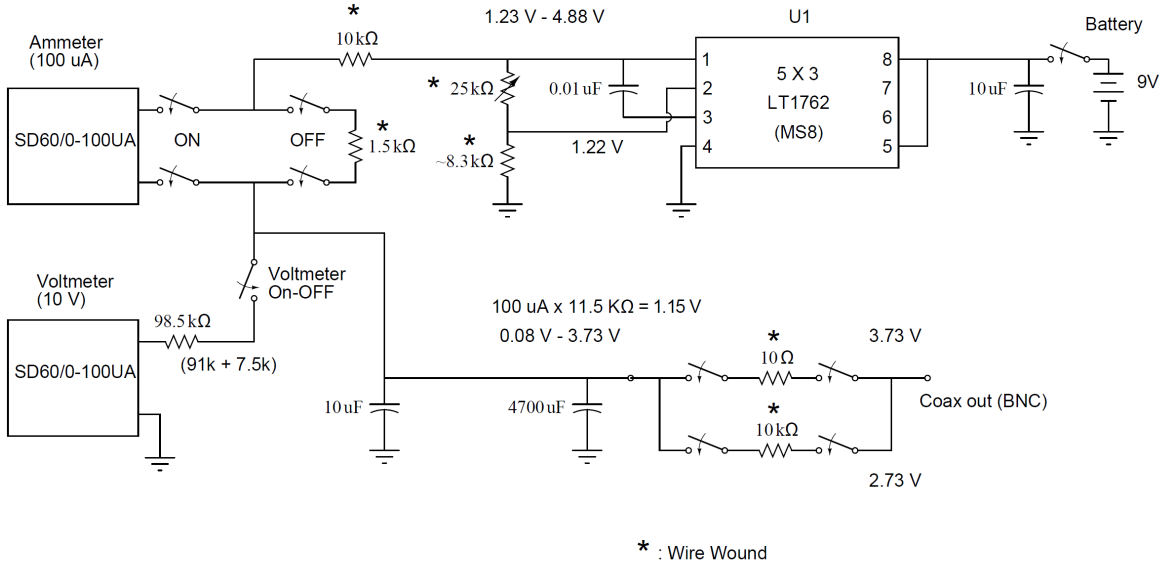 *
1.23 V - 4.88 V
U1
Battery
Ammeter
(100 uA)
10kΩ
1
8
*
25kΩ
0.01uF
2
5 X 3
LT1762
(MS8)
7
10uF
9V
SD60/0-100UA
ON
OFF
*
1.5kΩ
*
~8.3kΩ
1.22 V
3
6
4
5
Voltmeter
(10 V)
Voltmeter
On-OFF
98.5kΩ
(91k + 7.5k)
SD60/0-100UA
100 uA x 11.5 KΩ = 1.15 V
0.08 V - 3.73 V
*
10Ω
3.73 V
10uF
4700uF
*
10kΩ
Coax out (BNC)
2.73 V
* : Wire Wound